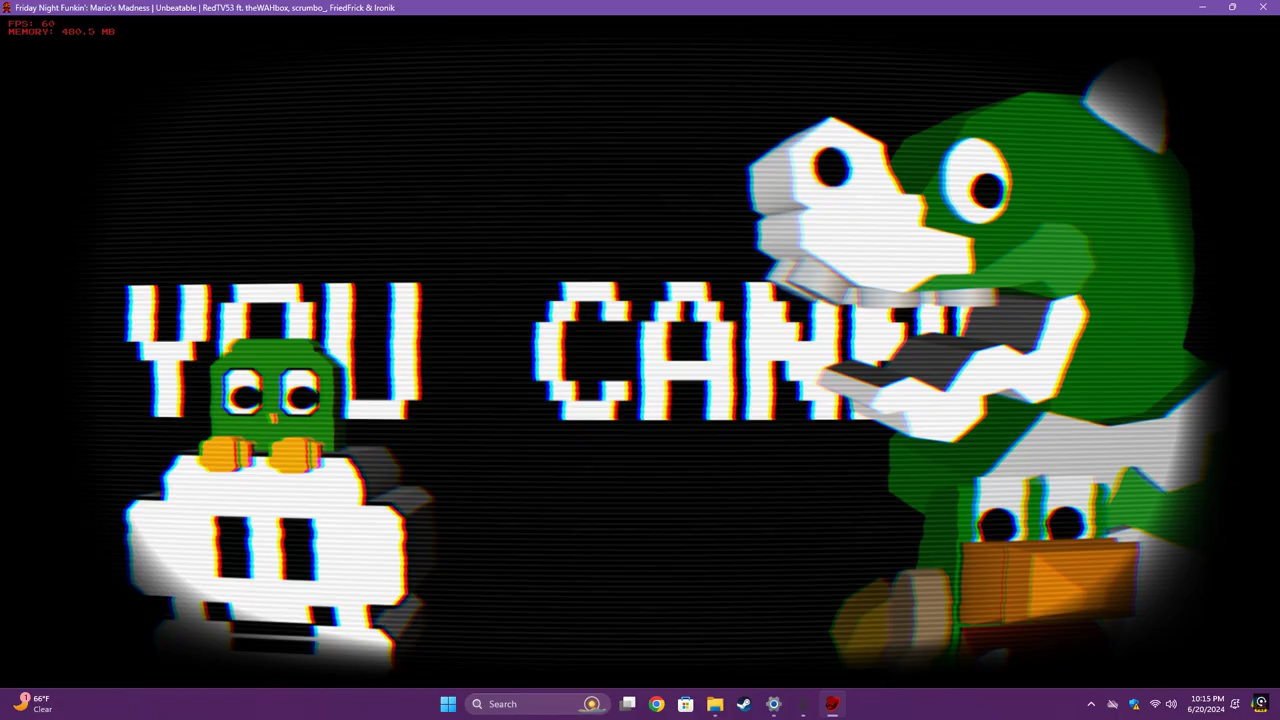 Friday Night Funkin': Mario's Madness | Unbeatable | RedTV53 ft. theWAHbox, scrumbo_, FriedFrick & Ironik
FPS: 60
MEMORY: 480.5 MB
YOU CAN'T
1
66°F
Clear
Search
10:15 PM
6/20/2024